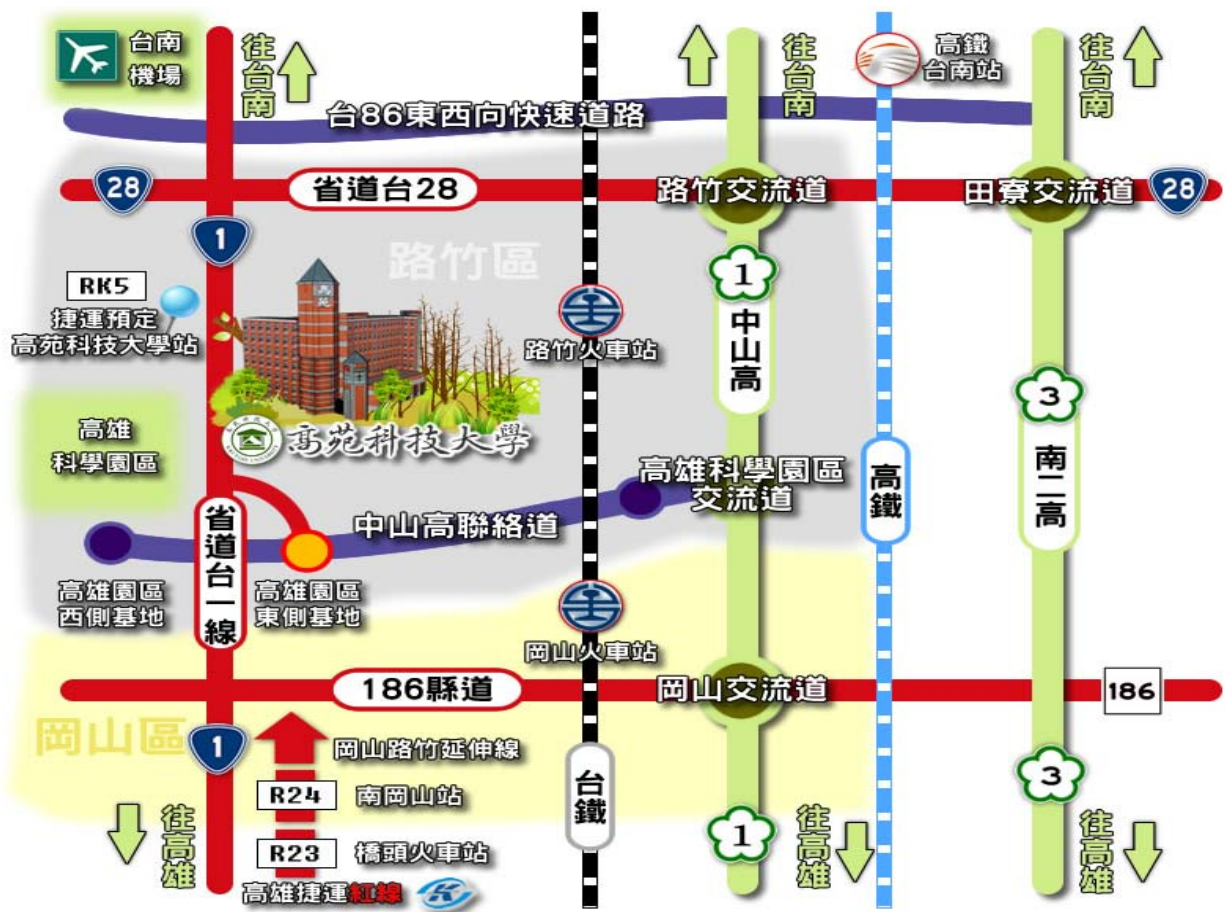 台南
機場
往台南
往台南
高鐵
台南站
往台南
台86東西向快速道路
28
省道台28
路竹交流道
田寮交流道
28
1
路竹區
RK5
捷運預定
高苑科技大學站
高苑
路竹火車站
1
中山高
3
高雄
科學園區
高苑科技大學
高雄科學園區
交流道
高鐵
南二高
省道台一線
中山高聯絡道
高雄園區
西側基地
高雄園區
東側基地
岡山火車站
186縣道
岡山交流道
186
岡山區
1
岡山路竹延伸線
台鐵
3
R24
南岡山站
往高雄
1
往高雄
往高雄
R23
橋頭火車站
高雄捷運紅線
K